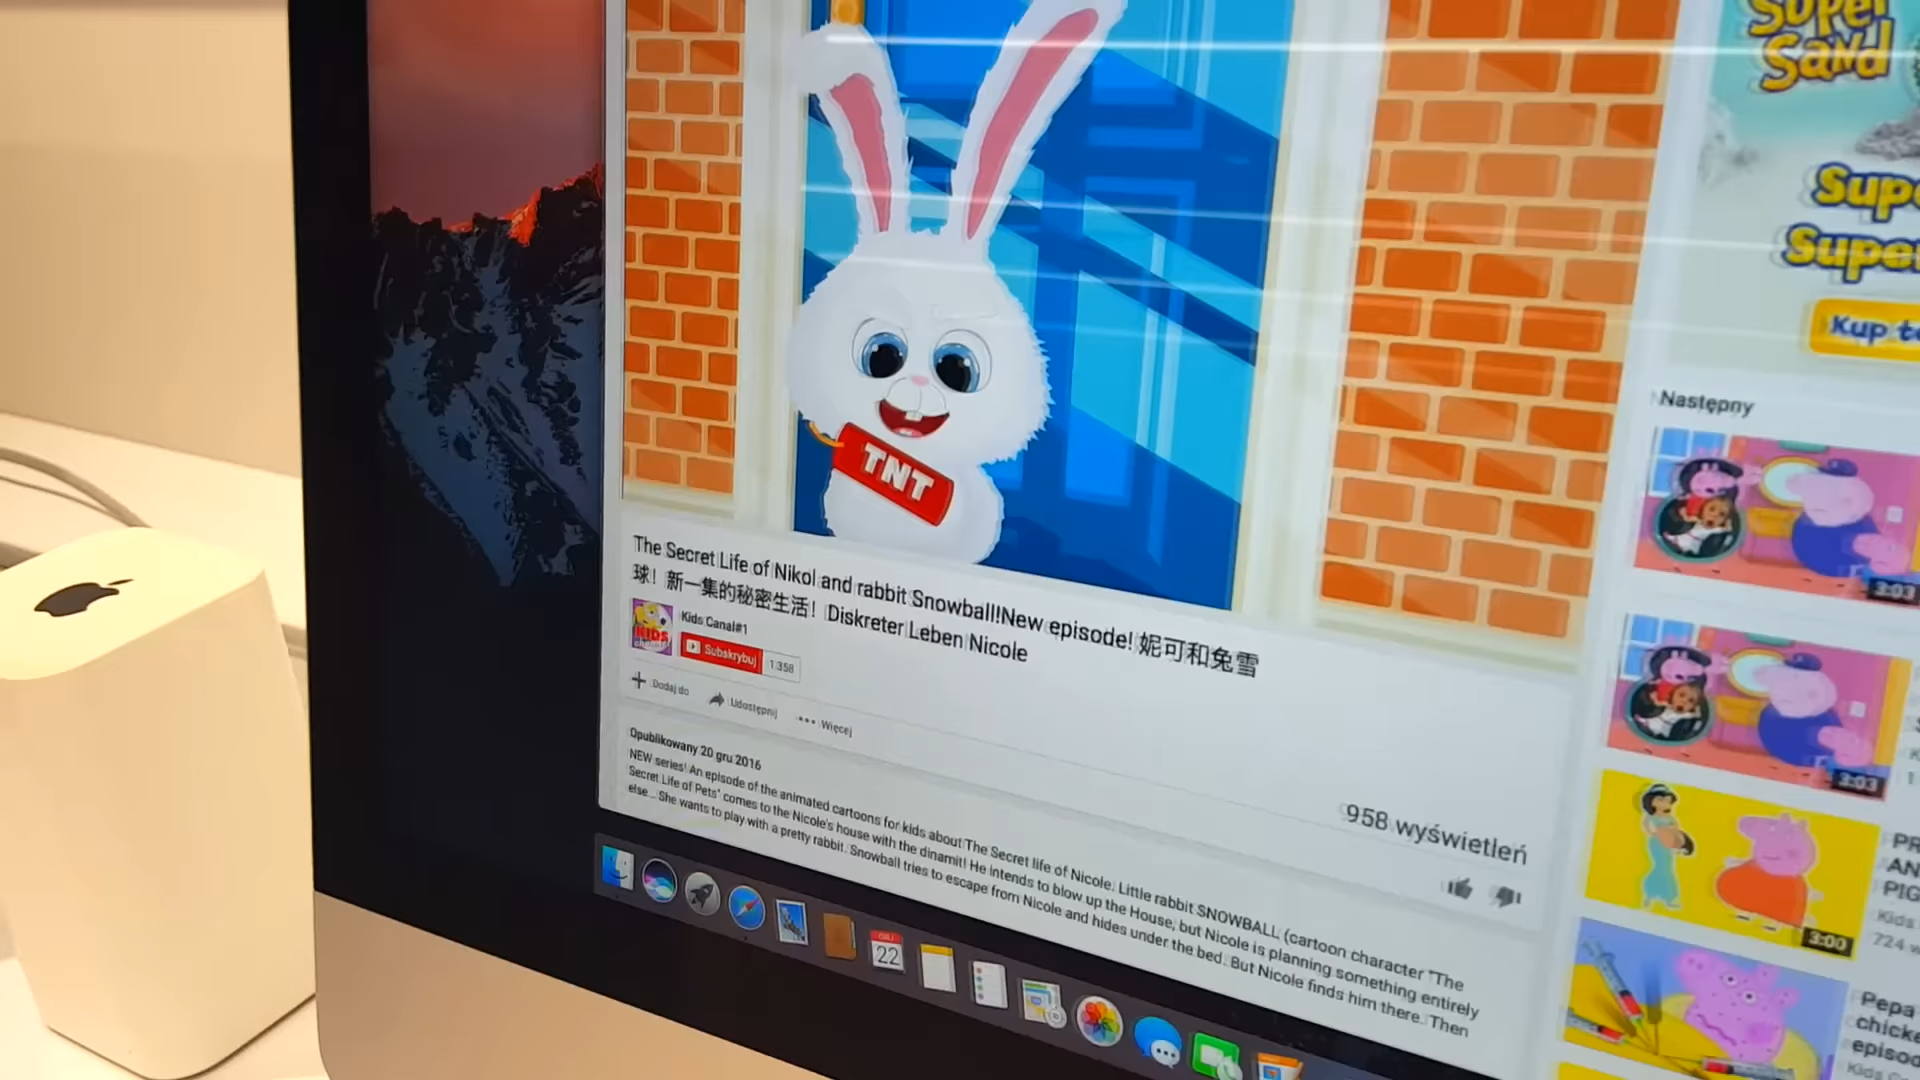 Super
Sand
TNT
Kup
Następny
3:03
The Secret Life of Nikol and rabbit Snowball!New episode! 妮可和兔雪
球！新一集的秘密生活！Diskreter Leben Nicole
KIDS
Kids Canal#1
Subskrybuj
1 358
Dodaj do
Udostępnij
Więcej
3:03
958 wyświetleń
Opublikowany 20 gru 2016
NEW series! An episode of the animated cartoons for kids about The Secret life of Nicole. Little rabbit SNOWBALL (cartoon character "The
Secret Life of Pets" comes to the Nicole's house with the dinamit! He intends to blow up the House, but Nicole is planning something entirely
else... She wants to play with a pretty rabbit. Snowball tries to escape from Nicole and hides under the bed. But Nicole finds him there. Then
3:00
Kids
724
22
Pepa